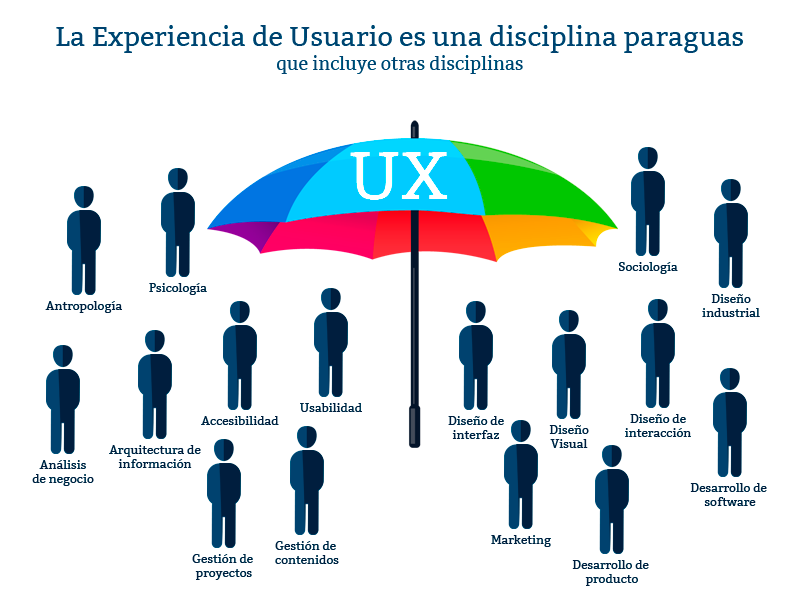 La Experiencia de Usuario es una disciplina paraguas
que incluye otras disciplinas
UX
Antropología
Psicología
Sociología
Diseño
industrial
Análisis
de negocio
Arquitectura de
información
Accesibilidad
Usabilidad
Diseño de
interfaz
Diseño
Visual
Diseño de
interacción
Desarrollo de
software
Gestión de
proyectos
Gestión de
contenidos
Marketing
Desarrollo de
producto